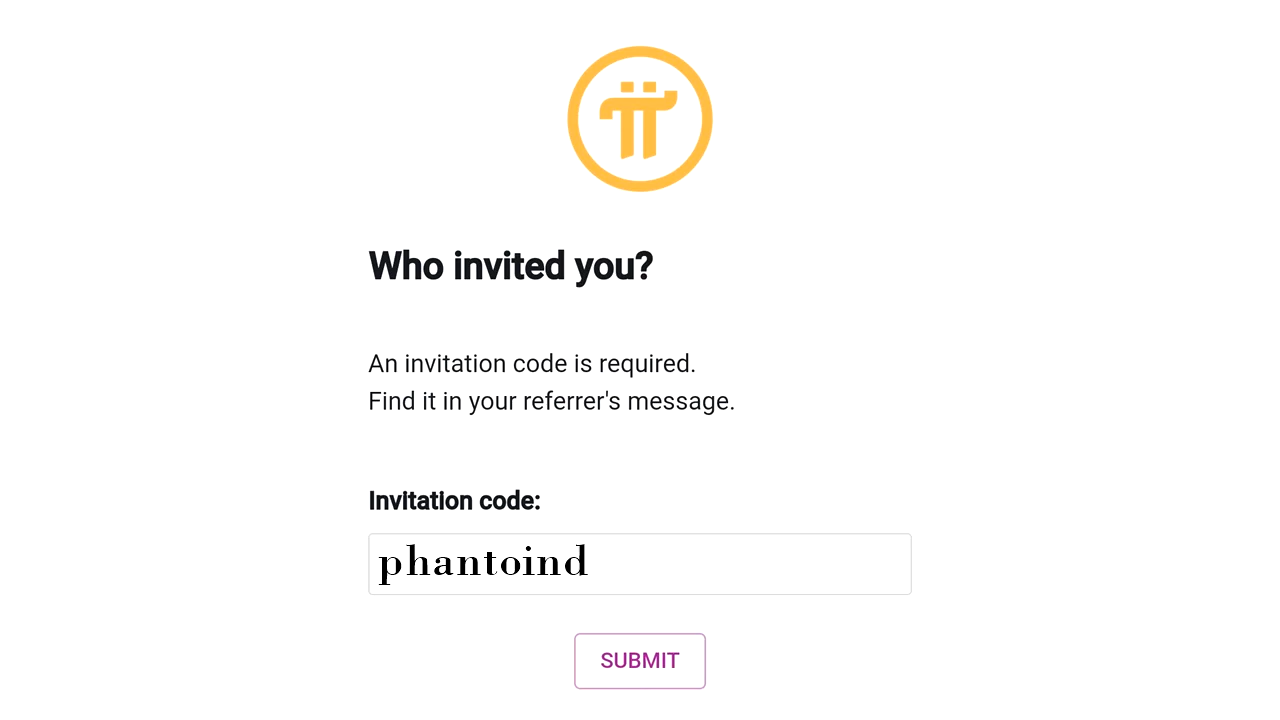 Who invited you?
An invitation code is required.
Find it in your referrer's message.
Invitation code:
phantoind
SUBMIT